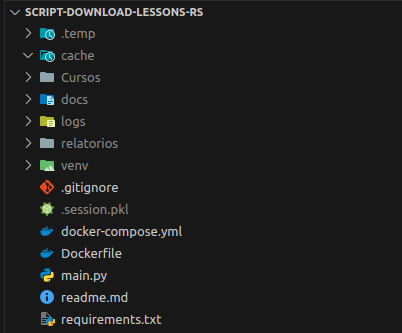 SCRIPT-DOWNLOAD-LESSONS-RS
.temp
cache
Cursos
docs
logs
relatorios
venv
.gitignore
.session.pkl
docker-compose.yml
Dockerfile
main.py
readme.md
requirements.txt